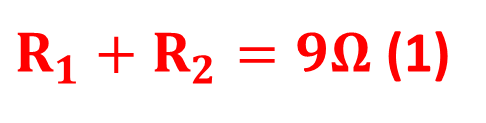 R₁ + R₂ = 9Ω (1)